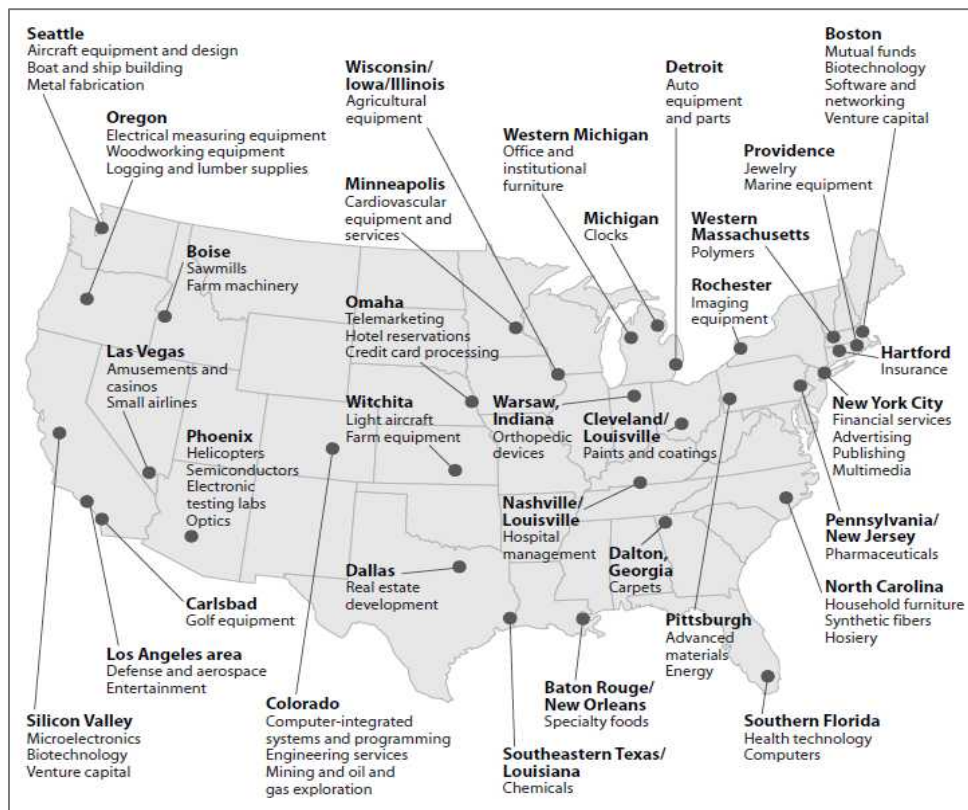 Seattle
Aircraft equipment and design
Boat and ship building
Metal fabrication
Oregon
Electrical measuring equipment
Woodworking equipment
Logging and lumber supplies
Wisconsin/
Iowa/Illinois
Agricultural
equipment
Detroit
Auto
equipment
and parts
Boston
Mutual funds
Biotechnology
Software and
networking
Venture capital
Western Michigan
Office and
institutional
furniture
Providence
Jewelry
Marine equipment
Minneapolis
Cardiovascular
equipment and
services
Michigan
Clocks
Western
Massachusetts
Polymers
Boise
Sawmills
Farm machinery
Rochester
Imaging
equipment
Omaha
Telemarketing
Hotel reservations
Credit card processing
Las Vegas
Amusements and
casinos
Small airlines
Hartford
Insurance
Witchita
Light aircraft
Farm equipment
Warsaw,
Indiana
Orthopedic
devices
Cleveland/
Louisville
Paints and coatings
New York City
Financial services
Advertising
Publishing
Multimedia
Phoenix
Helicopters
Semiconductors
Electronic
testing labs
Optics
Nashville/
Louisville
Hospital
management
Pennsylvania/
New Jersey
Pharmaceuticals
Dalton,
Georgia
Carpets
Dallas
Real estate
development
North Carolina
Household furniture
Synthetic fibers
Hosiery
Carlsbad
Golf equipment
Pittsburgh
Advanced
materials
Energy
Los Angeles area
Defense and aerospace
Entertainment
Baton Rouge/
New Orleans
Specialty foods
Colorado
Computer-integrated
systems and programming
Engineering services
Mining and oil and
gas exploration
Silicon Valley
Microelectronics
Biotechnology
Venture capital
Southern Florida
Health technology
Computers
Southeastern Texas/
Louisiana
Chemicals